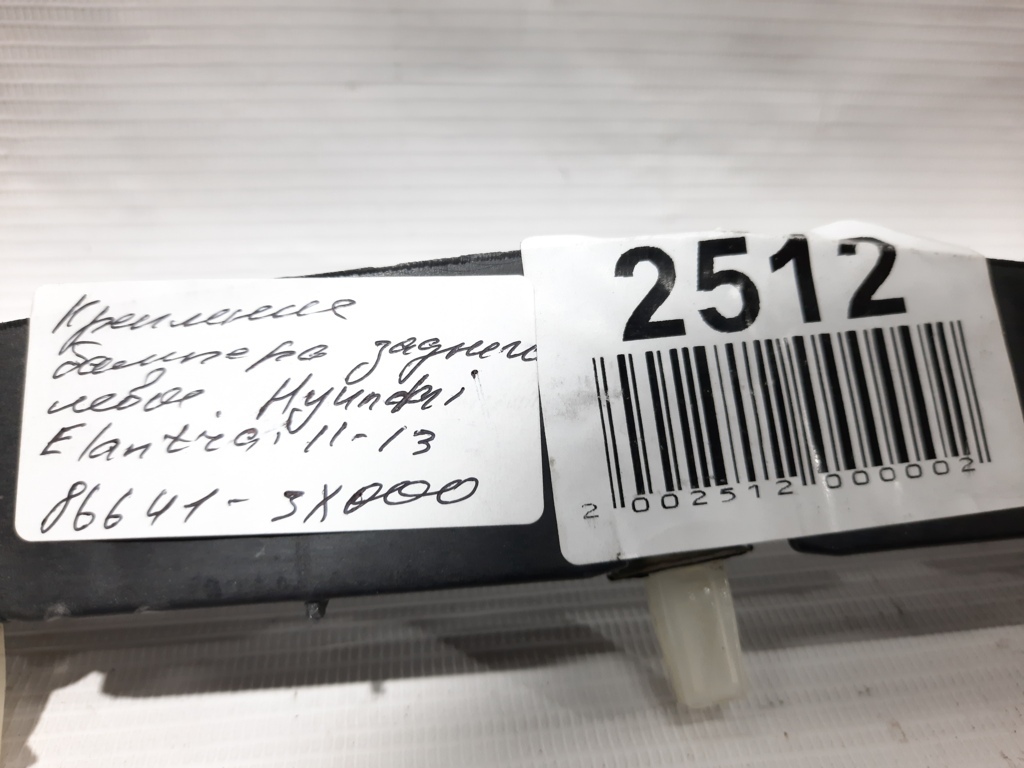 Крепление
бампера заднего
левое. Hyundai
Elantra 11-13
86641-3X000
2512
2 002512 000002